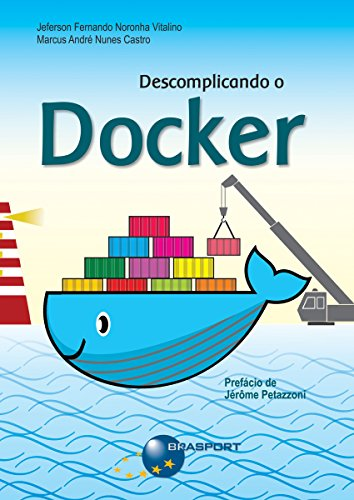 Jeferson Fernando Noronha Vitalino
Marcus André Nunes Castro
Descomplicando o
Docker
Prefácio de
Jérôme Petazzoni
BRASPORT